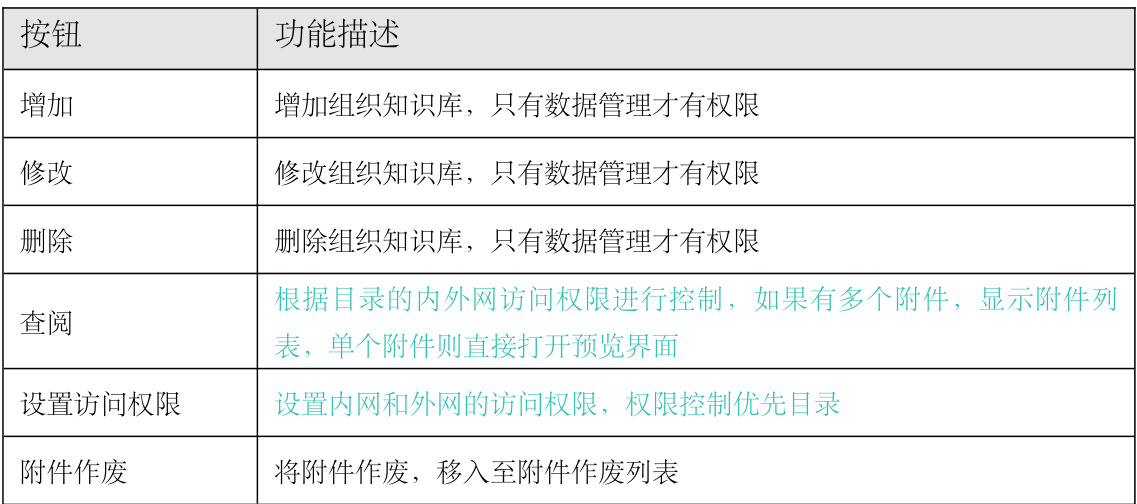 按钮 功能描述
增加 增加组织知识库，只有数据管理才有权限
修改 修改组织知识库，只有数据管理才有权限
删除 删除组织知识库，只有数据管理才有权限
查阅 根据目录的内外网访问权限进行控制，如果有多个附件，显示附件列
表，单个附件则直接打开预览界面
设置访问权限 设置内网和外网的访问权限，权限控制优先目录
附件作废 将附件作废，移入至附件作废列表